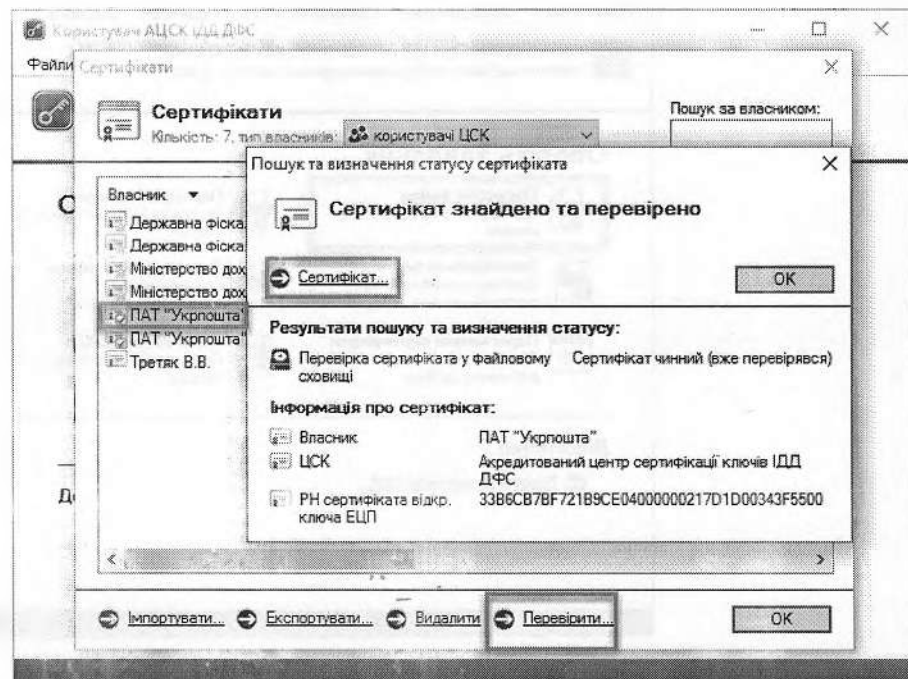 Користувач АЦСК ІДД ДФС
Файли
Сертифікати
Сертифікати
Кількість: 7, тип власників: користувачі ЦСК
Пошук за власником:
Пошук та визначення статусу сертифіката
Сертифікат знайдено та перевірено
Сертифікат...
OK
Результати пошуку та визначення статусу:
Перевірка сертифіката у файловому сховищі
Сертифікат чинний (вже перевірявся)
Інформація про сертифікат:
Власник ПАТ "Укрпошта"
ЦСК Акредитований центр сертифікації ключів ІДД ДФС
РН сертифіката відкр. ключа ЕЦП 33B6CB7BF721B9CE04000000217D1D00343F5500
Власник
Державна фіска
Державна фіска
Міністерство дох
Міністерство дох
ПАТ "Укрпошта"
ПАТ "Укрпошта"
Третяк В.В.
Імпортувати... Експортувати... Видалити Перевірити...
OK